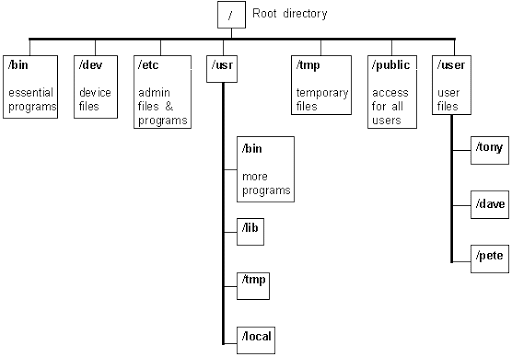 / Root directory
/bin /dev /etc /usr /tmp /public /user
essential device admin temporary access user
programs files files & files for all files
programs users
/bin
more
programs
/tony
/lib
/dave
/tmp
/pete
/local